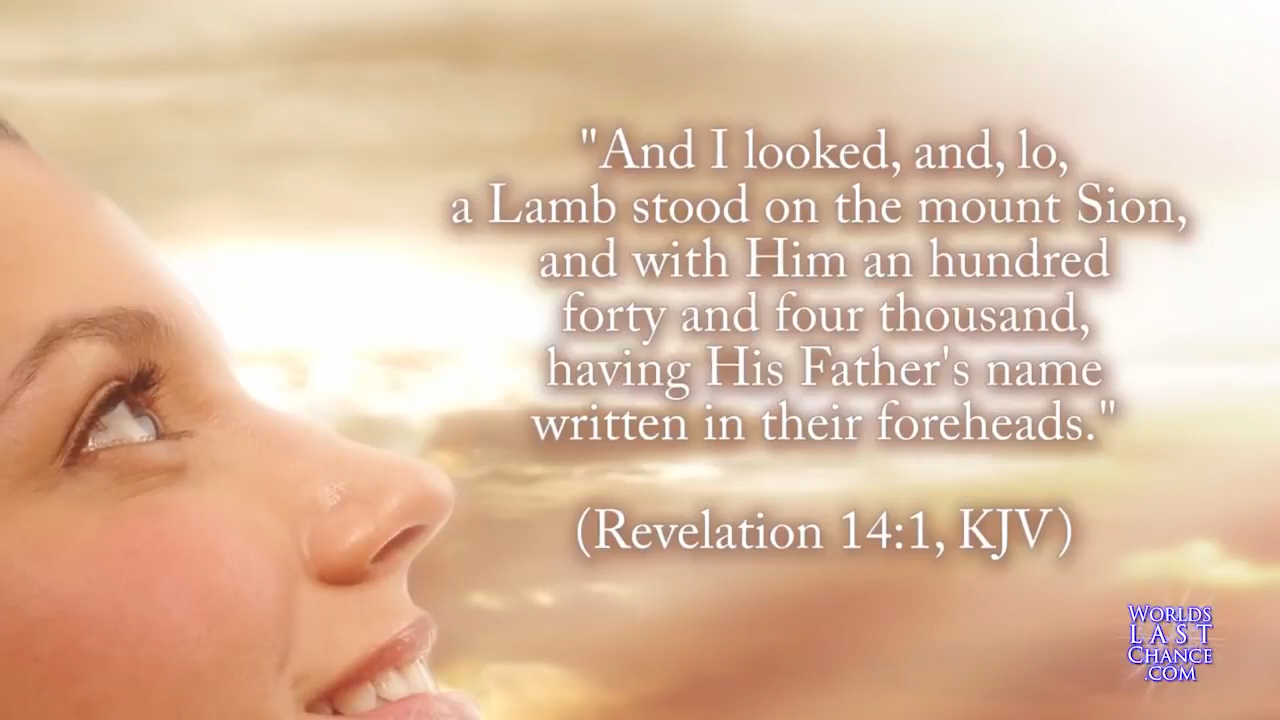 "And I looked, and, lo,
a Lamb stood on the mount Sion,
and with Him an hundred
forty and four thousand,
having His Father's name
written in their foreheads."
(Revelation 14:1, KJV)
WORLDS
LAST
CHANCE
.COM